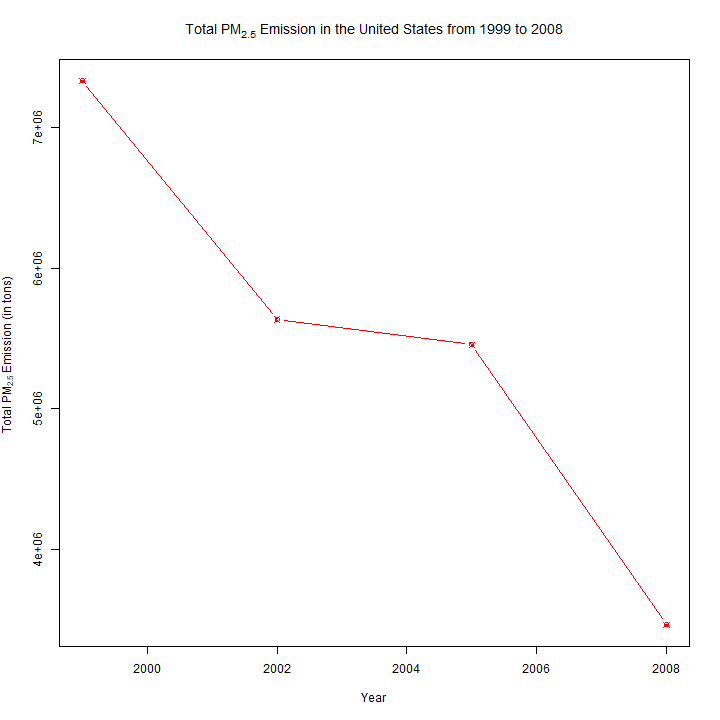 Total PM2.5 Emission in the United States from 1999 to 2008
Total PM2.5 Emission (in tons)
7e+06
6e+06
5e+06
4e+06
2000 2002 2004 2006 2008
Year